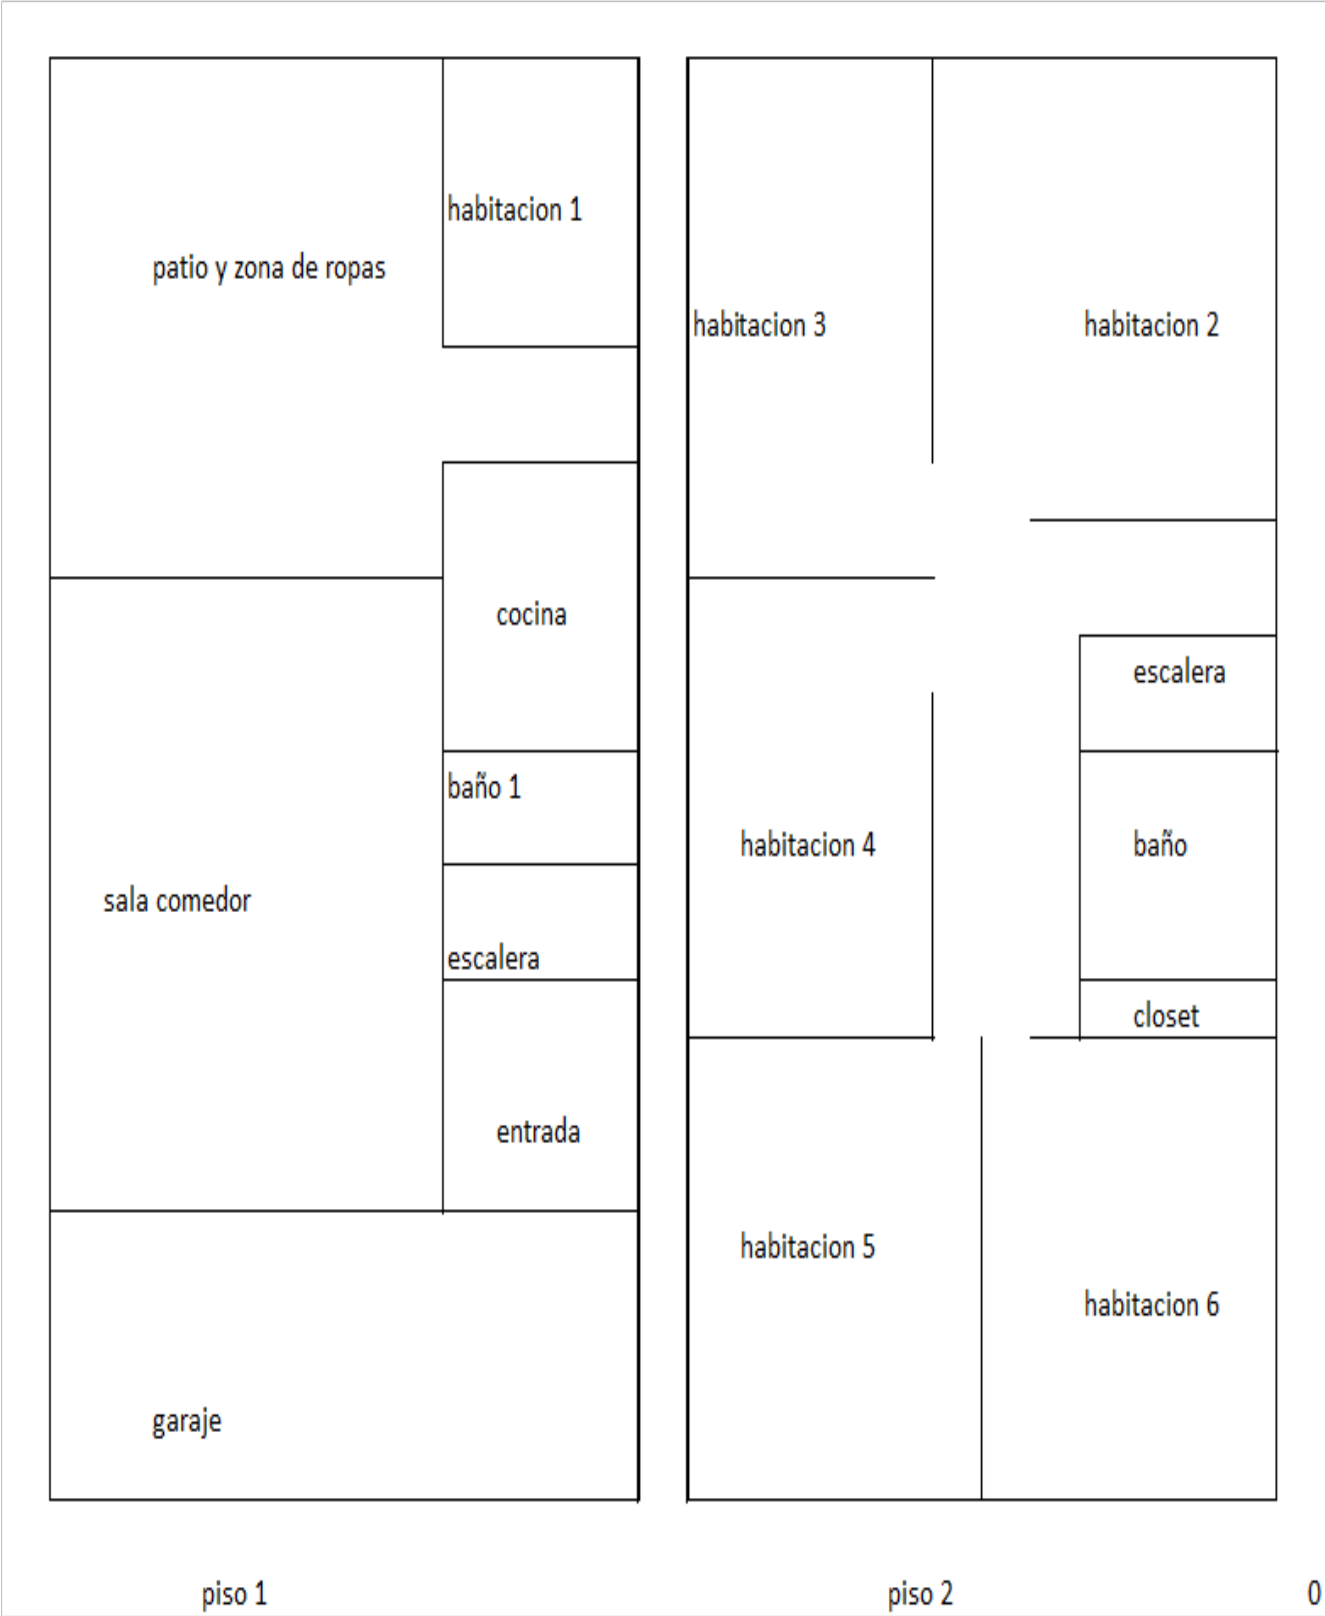 habitacion 1
patio y zona de ropas
cocina
baño 1
sala comedor
escalera
entrada
garaje
piso 1
habitacion 3
habitacion 2
escalera
habitacion 4
baño
closet
habitacion 5
habitacion 6
piso 2
0